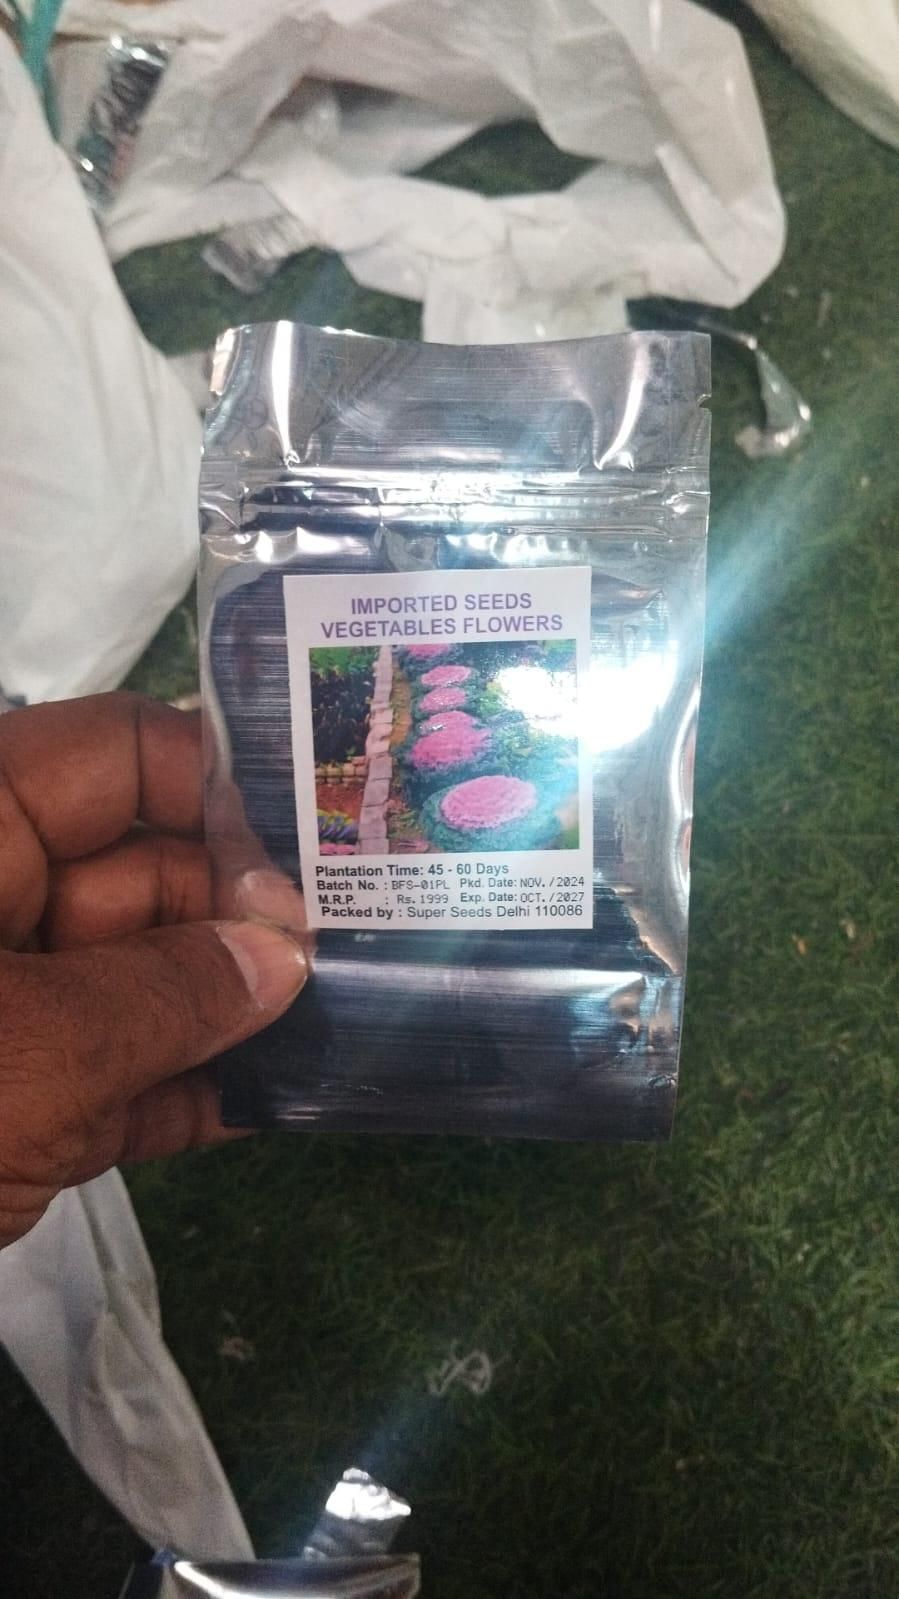 IMPORTED SEEDS
VEGETABLES FLOWERS
Plantation Time: 45 - 60 Days
Batch No. : BFS-01PL Pkd. Date: NOV. /2024
M.R.P. : Rs. 1999 Exp. Date: OCT. /2027
Packed by : Super Seeds Delhi 110086